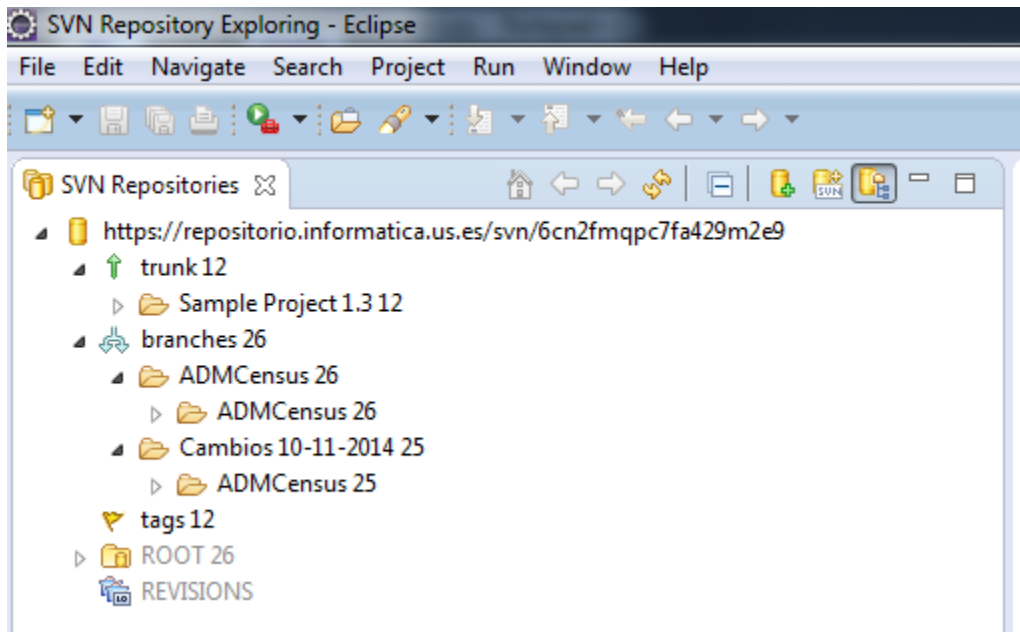 SVN Repository Exploring - Eclipse
File Edit Navigate Search Project Run Window Help
SVN Repositories
https://repositorio.informatica.us.es/svn/6cn2fmqpc7fa429m2e9
trunk 12
Sample Project 1.3 12
branches 26
ADMCensus 26
ADMCensus 26
Cambios 10-11-2014 25
ADMCensus 25
tags 12
ROOT 26
REVISIONS